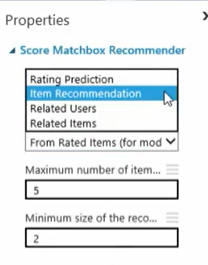 Properties
Score Matchbox Recommender
Rating Prediction
Item Recommendation
Related Users
Related Items
From Rated Items (for mod
Maximum number of item...
5
Minimum size of the reco...
2